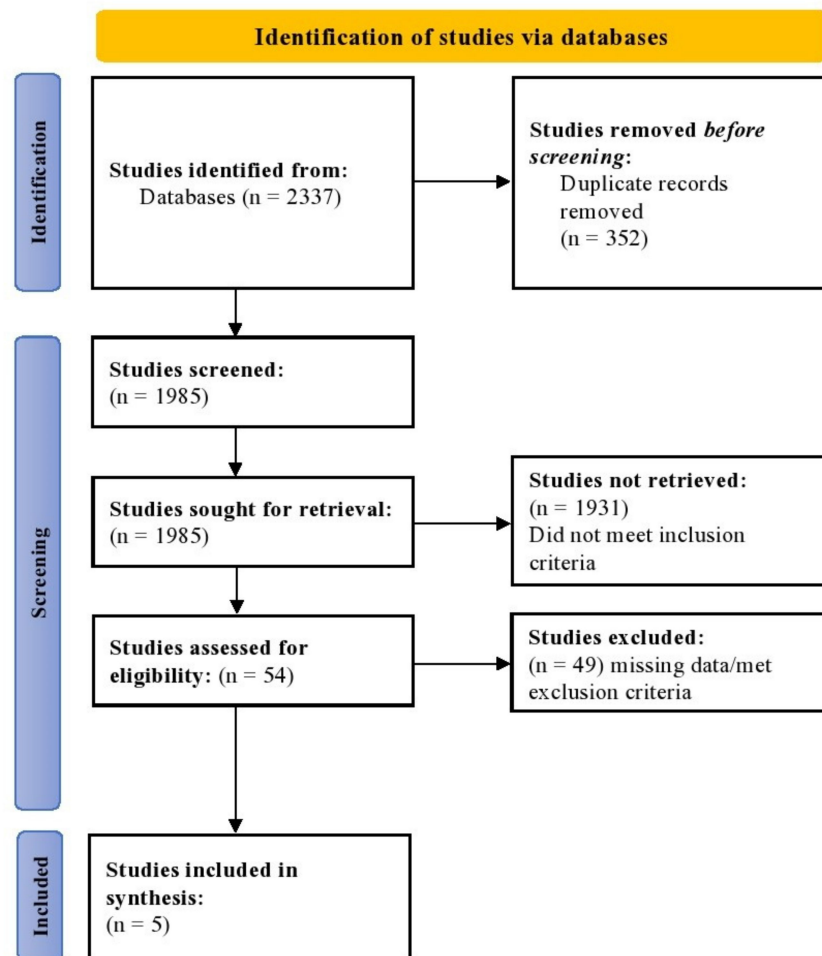 Identification of studies via databases
Identification
Studies identified from:
Databases (n = 2337)
Studies removed before
screening:
Duplicate records
removed
(n = 352)
Screening
Studies screened:
(n = 1985)
Studies sought for retrieval:
(n = 1985)
Studies not retrieved:
(n = 1931)
Did not meet inclusion
criteria
Studies assessed for
eligibility: (n = 54)
Studies excluded:
(n = 49) missing data/met
exclusion criteria
Included
Studies included in
synthesis:
(n = 5)